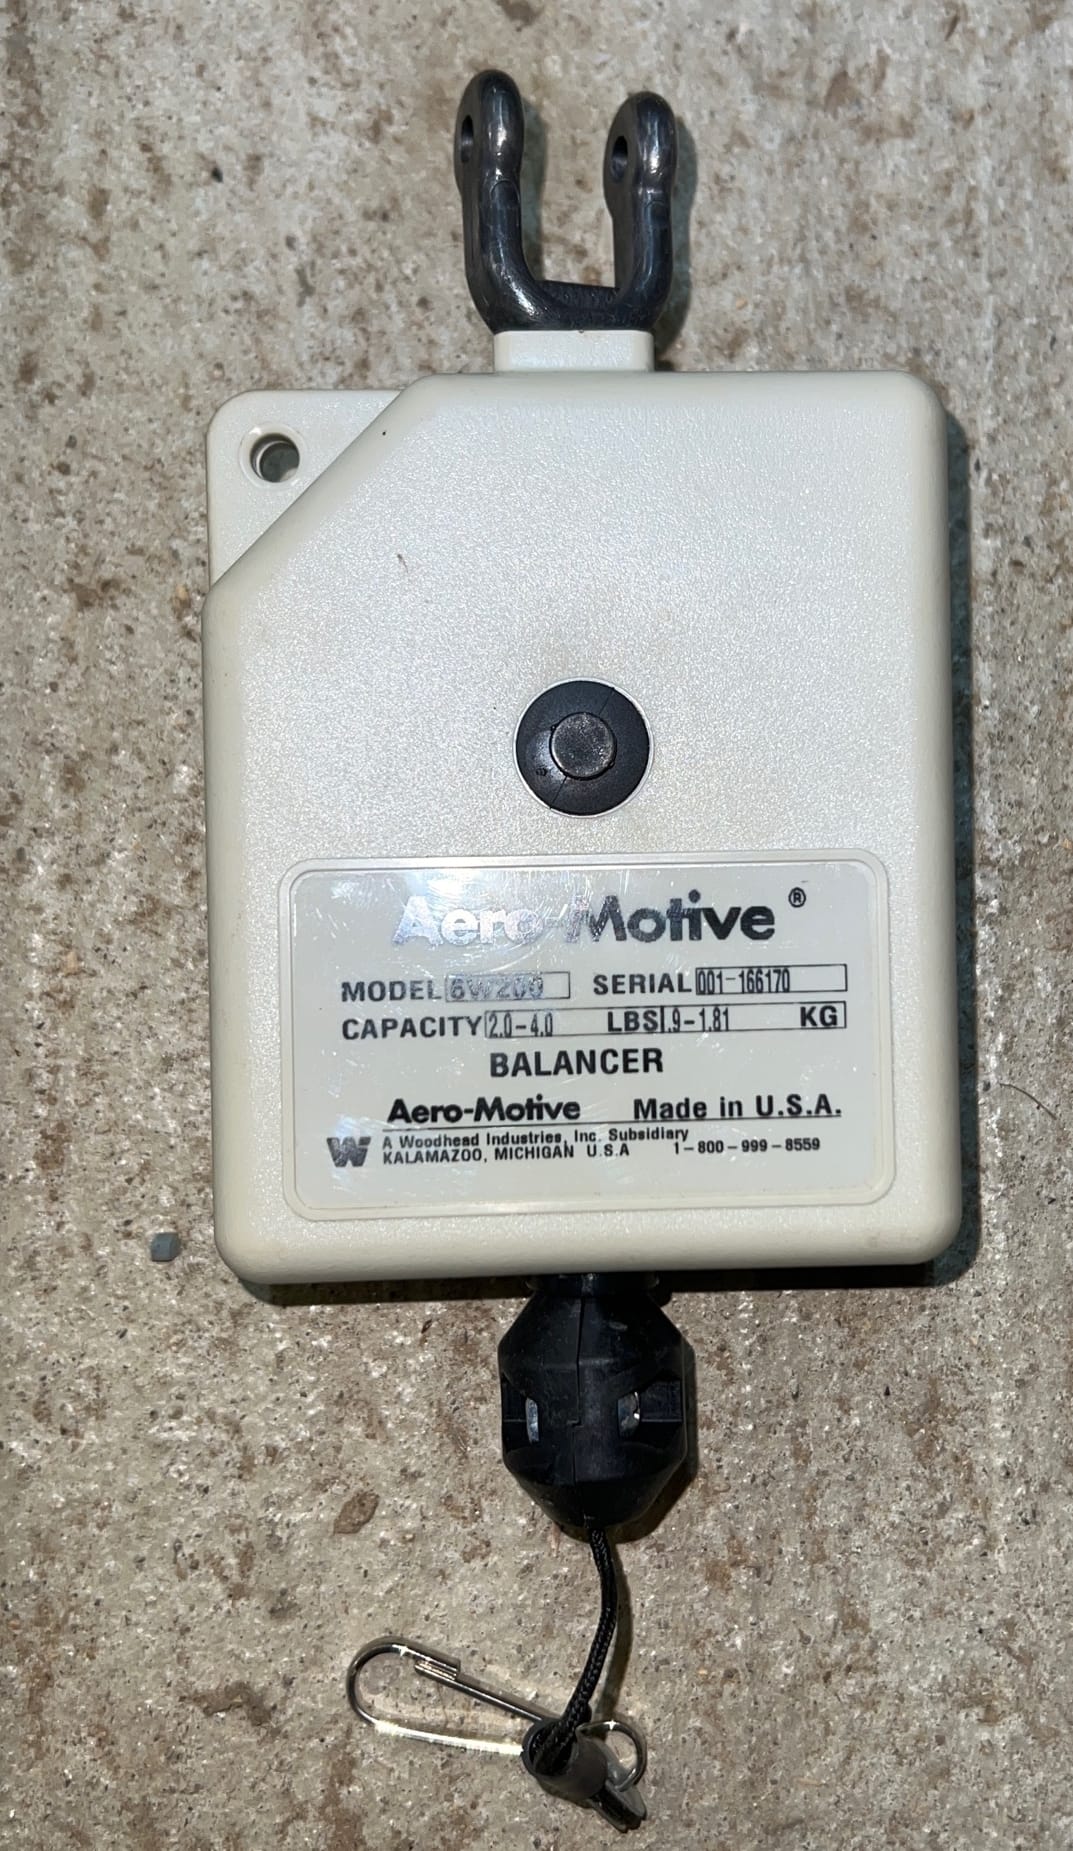 Aero-Motive ®
MODEL 6W200 SERIAL 001-166170
CAPACITY 2.0-4.0 LBS .9-1.81 KG
BALANCER
Aero-Motive Made in U.S.A.
W A Woodhead Industries, Inc. Subsidiary
KALAMAZOO, MICHIGAN U.S.A 1-800-999-8559